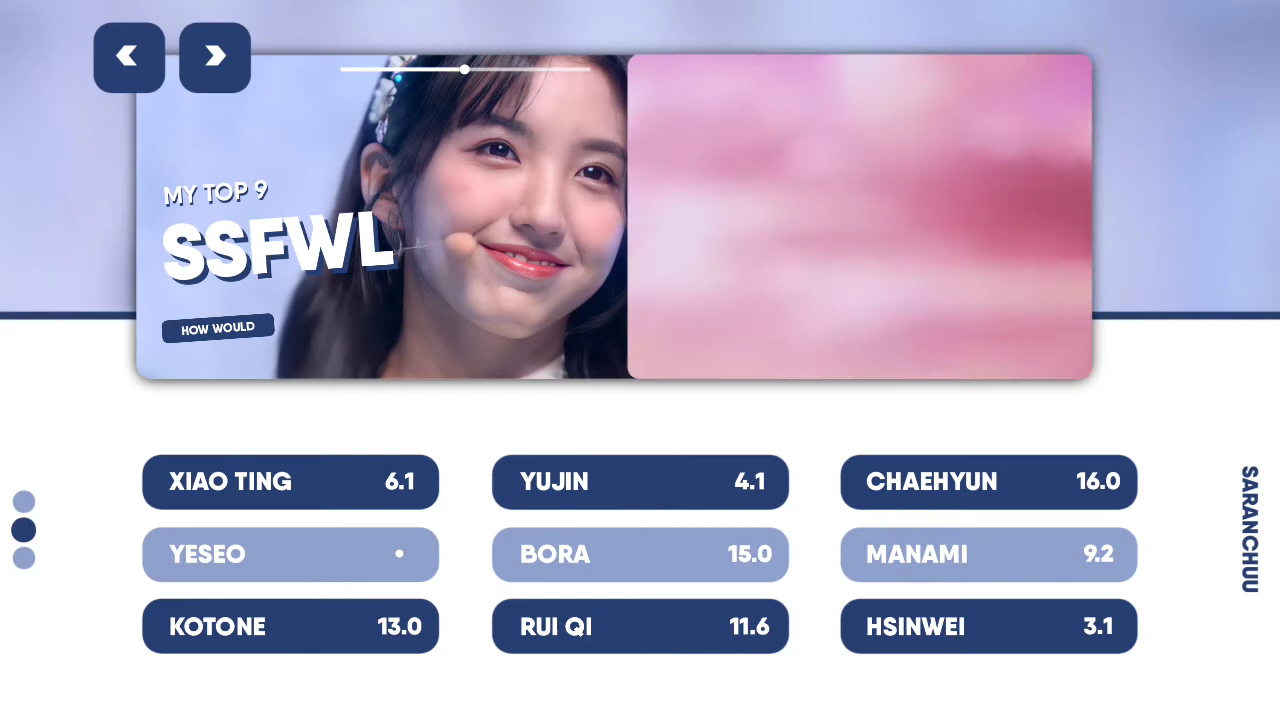 MY TOP 9
SSFWL
HOW WOULD
XIAO TING 6.1
YUJIN 4.1
CHAEHYUN 16.0
YESEO •
BORA 15.0
MANAMI 9.2
KOTONE 13.0
RUI QI 11.6
HSINWEI 3.1
SARANCHUU